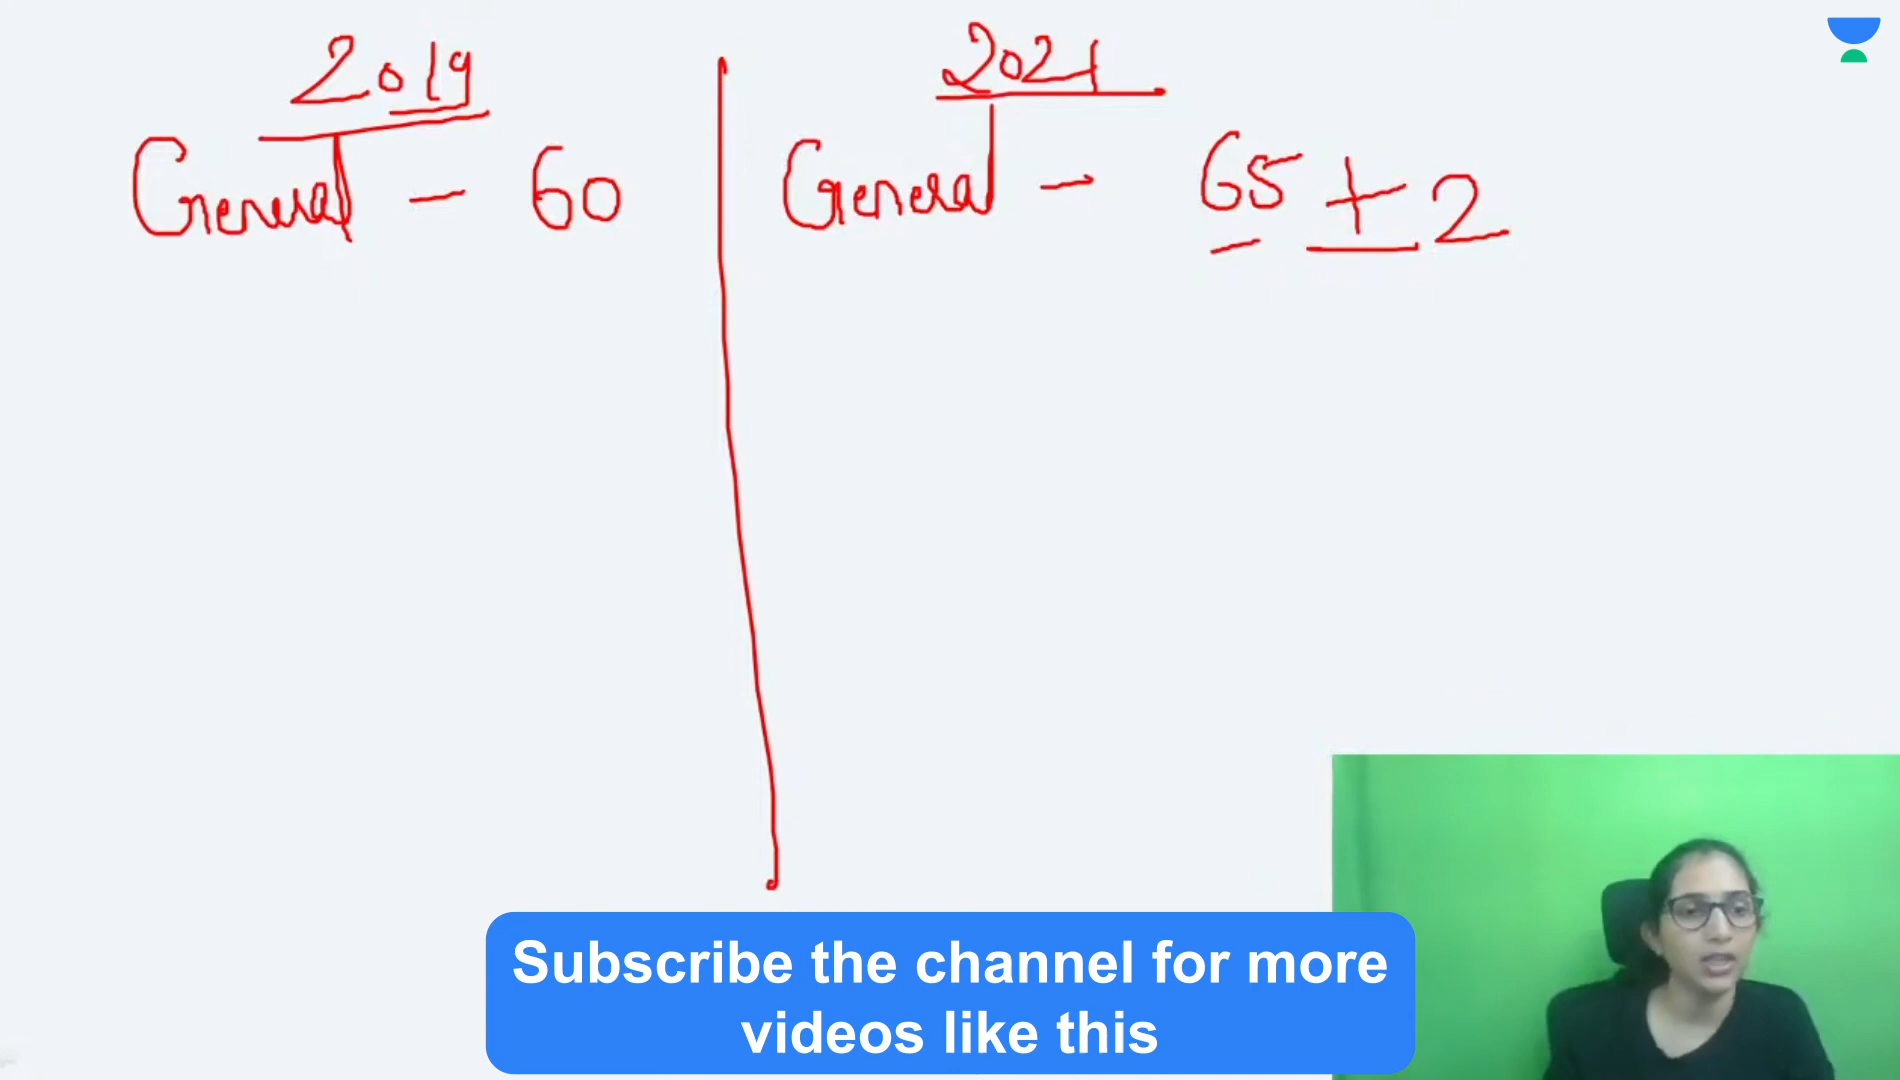 2019
General - 60
2021
General - 65 ± 2
Subscribe the channel for more
videos like this